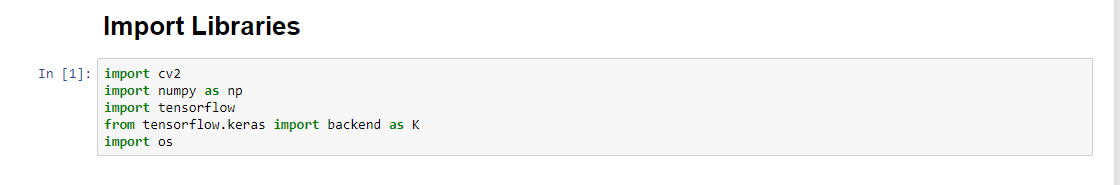 Import Libraries
In [1]: import cv2
import numpy as np
import tensorflow
from tensorflow.keras import backend as K
import os